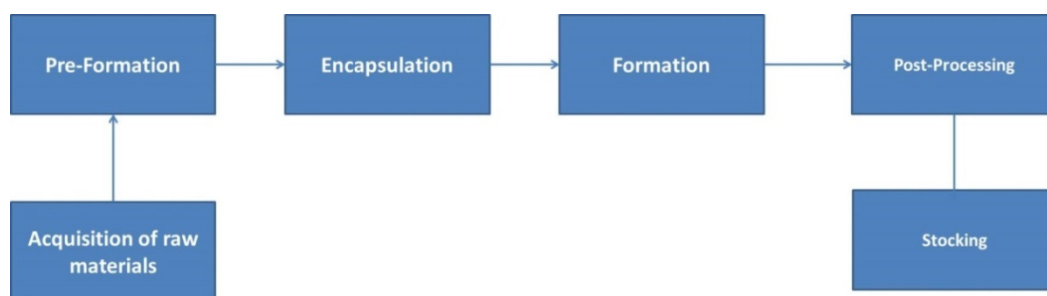 Pre-Formation
Encapsulation
Formation
Post-Processing
Acquisition of raw
materials
Stocking